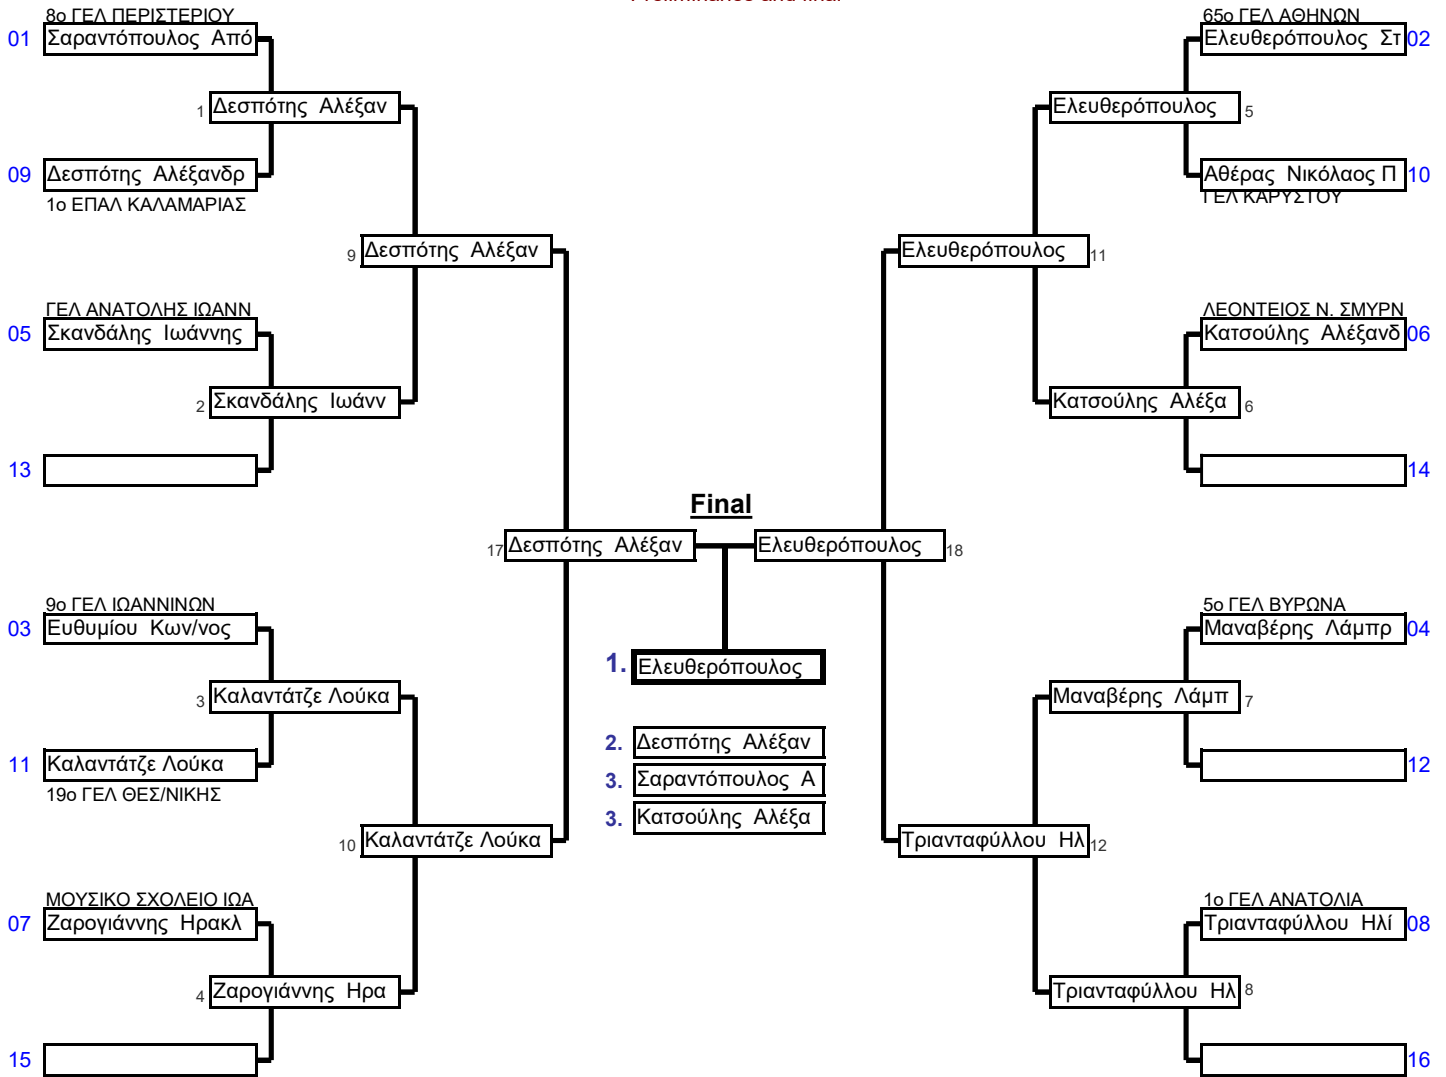 8ο ΓΕΛ ΠΕΡΙΣΤΕΡΙΟΥ
01 Σαραντόπουλος Από
1 Δεσπότης Αλέξαν
09 Δεσπότης Αλέξανδρ
1ο ΕΠΑΛ ΚΑΛΑΜΑΡΙΑΣ
9 Δεσπότης Αλέξαν
ΓΕΛ ΑΝΑΤΟΛΗΣ ΙΩΑΝΝ
05 Σκανδάλης Ιωάννης
2 Σκανδάλης Ιωάνν
13
17 Δεσπότης Αλέξαν
9ο ΓΕΛ ΙΩΑΝΝΙΝΩΝ
03 Ευθυμίου Κων/νος
3 Καλαντάτζε Λούκα
11 Καλαντάτζε Λούκα
19ο ΓΕΛ ΘΕΣ/ΝΙΚΗΣ
10 Καλαντάτζε Λούκα
ΜΟΥΣΙΚΟ ΣΧΟΛΕΙΟ ΙΩΑ
07 Ζαρογιάννης Ηρακλ
4 Ζαρογιάννης Ηρα
15
Final
1. Ελευθερόπουλος
2. Δεσπότης Αλέξαν
3. Σαραντόπουλος Α
3. Κατσούλης Αλέξα
65ο ΓΕΛ ΑΘΗΝΩΝ
Ελευθερόπουλος Στ 02
Ελευθερόπουλος 5
Αθέρας Νικόλαος Π 10
ΓΕΛ ΚΑΡΥΣΤΟΥ
Ελευθερόπουλος 11
ΛΕΟΝΤΕΙΟΣ Ν. ΣΜΥΡΝ
Κατσούλης Αλέξανδ 06
Κατσούλης Αλέξα 6
14
Ελευθερόπουλος 18
5ο ΓΕΛ ΒΥΡΩΝΑ
Μαναβέρης Λάμπρ 04
Μαναβέρης Λάμπ 7
12
Τριανταφύλλου Ηλ 12
1ο ΓΕΛ ΑΝΑΤΟΛΙΑ
Τριανταφύλλου Ηλί 08
Τριανταφύλλου Ηλ 8
16